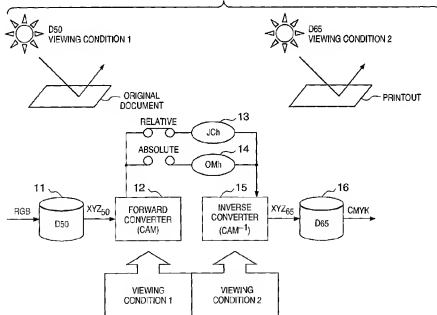 D50
VIEWING CONDITION 1
D65
VIEWING CONDITION 2
ORIGINAL
DOCUMENT
PRINTOUT
RELATIVE
13
JCh
ABSOLUTE
14
QMh
11
12
15
16
RGB
D50
XYZ50
FORWARD
CONVERTER
(CAM)
INVERSE
CONVERTER
(CAM-1)
XYZ65
D65
CMYK
VIEWING
CONDITION 1
VIEWING
CONDITION 2